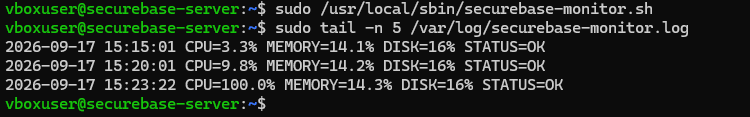 vboxuser@securebase-server:~$ sudo /usr/local/sbin/securebase-monitor.sh
vboxuser@securebase-server:~$ sudo tail -n 5 /var/log/securebase-monitor.log
2026-09-17 15:15:01 CPU=3.3% MEMORY=14.1% DISK=16% STATUS=OK
2026-09-17 15:20:01 CPU=9.8% MEMORY=14.2% DISK=16% STATUS=OK
2026-09-17 15:23:22 CPU=100.0% MEMORY=14.3% DISK=16% STATUS=OK
vboxuser@securebase-server:~$